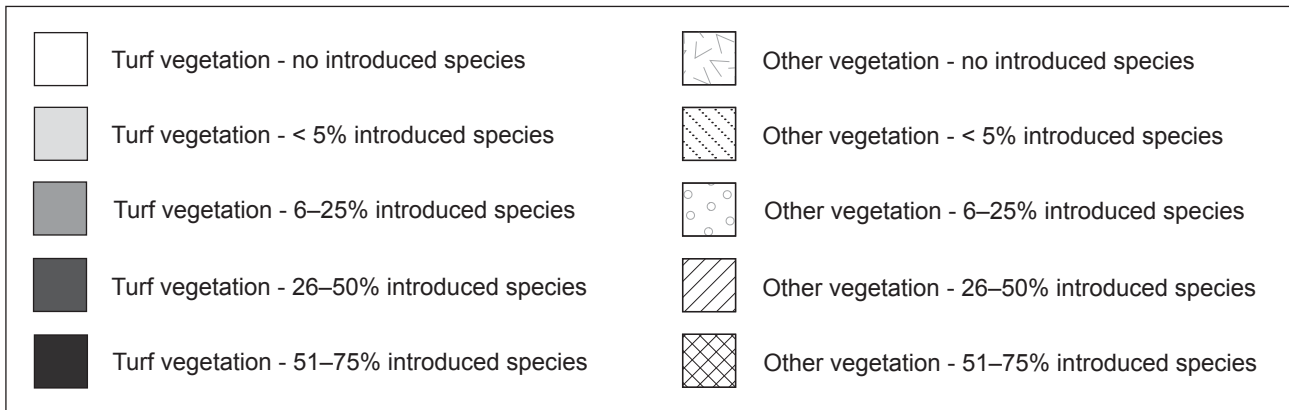 Turf vegetation - no introduced species
Turf vegetation - < 5% introduced species
Turf vegetation - 6–25% introduced species
Turf vegetation - 26–50% introduced species
Turf vegetation - 51–75% introduced species
Other vegetation - no introduced species
Other vegetation - < 5% introduced species
Other vegetation - 6–25% introduced species
Other vegetation - 26–50% introduced species
Other vegetation - 51–75% introduced species